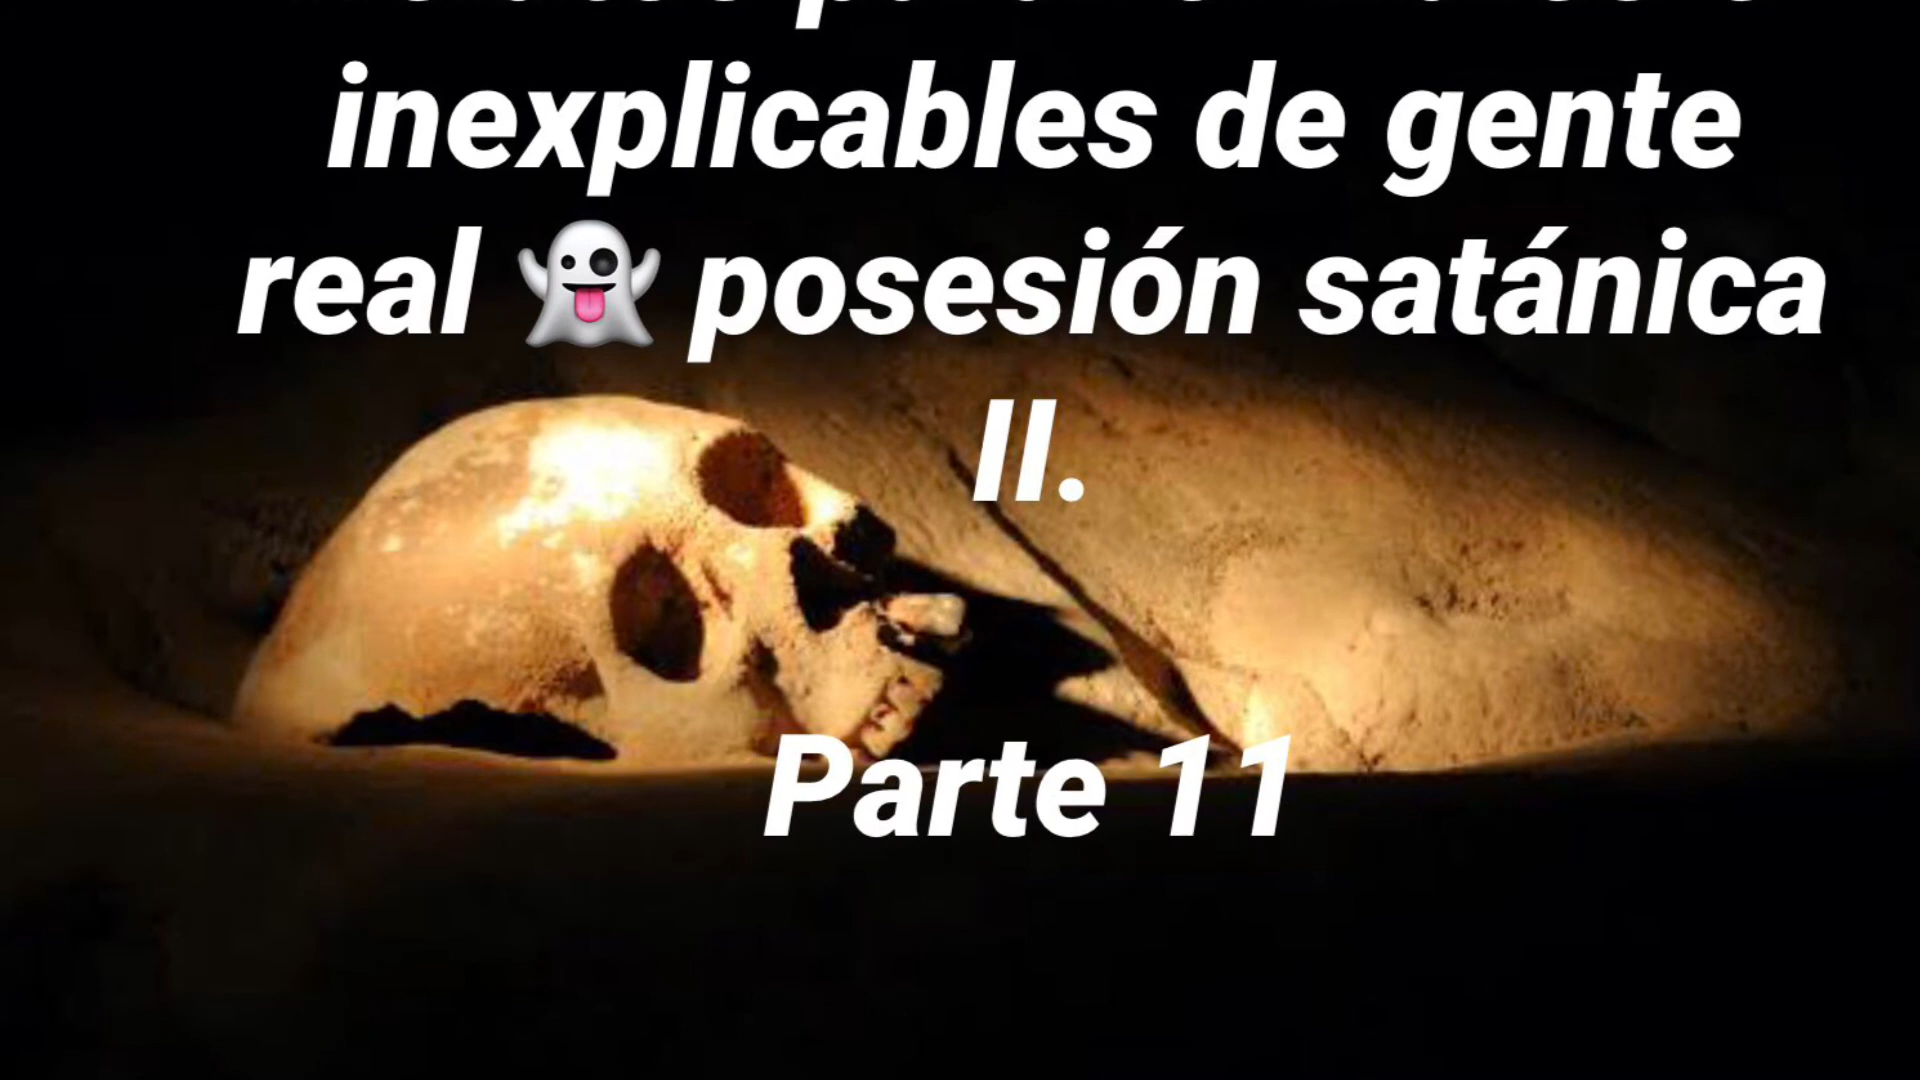 inexplicables de gente
real 👻 posesión satánica
II.
Parte 11